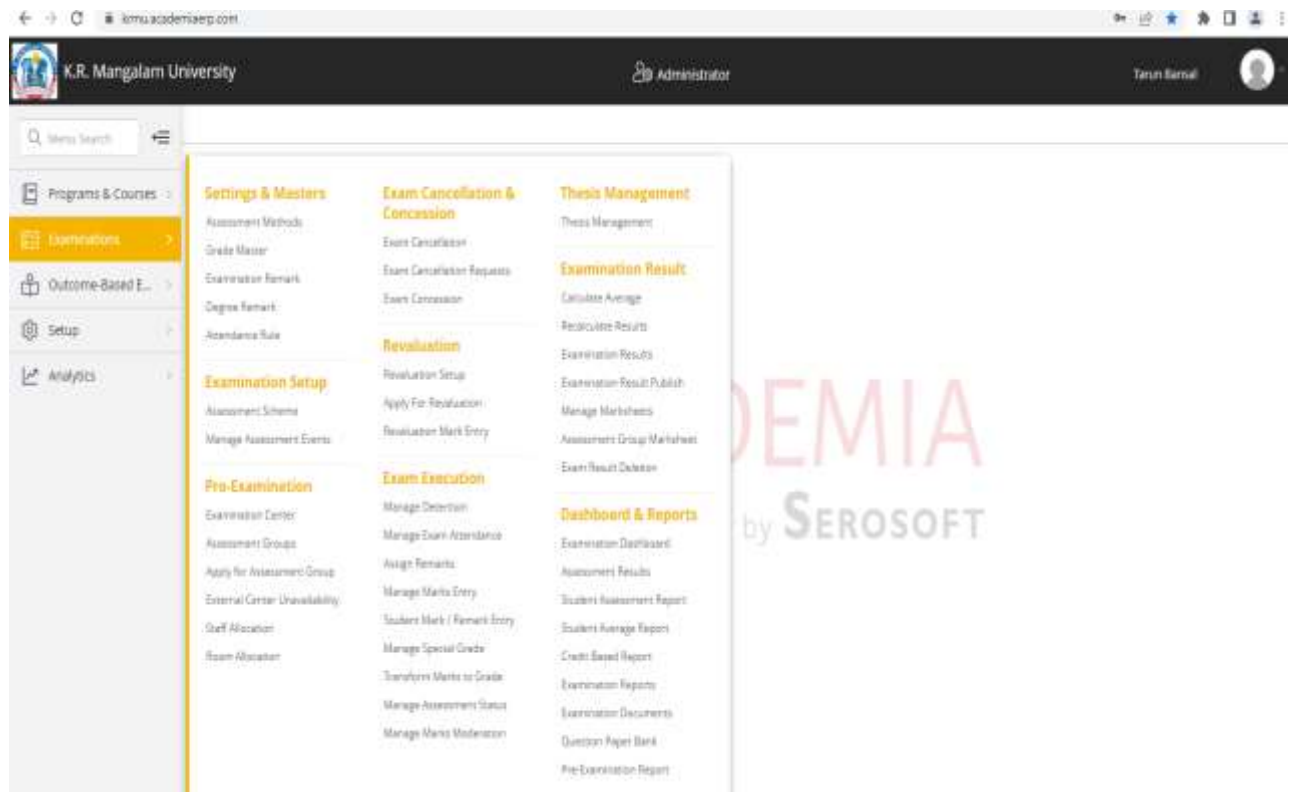 krmu.academiaerp.com
K.R. Mangalam University
Administrator
Tarun Bansal
Menu Search
Programs & Courses
Examinations
Outcome-Based E...
Setup
Analytics
Settings & Masters
Assessment Methods
Grade Master
Examination Remark
Degree Remark
Attendance Rule
Examination Setup
Assessment Scheme
Manage Assessment Events
Pre-Examination
Examination Center
Assessment Groups
Apply for Assessment Group
External Center Unavailability
Staff Allocation
Room Allocation
Exam Cancellation &
Concession
Exam Cancellation
Exam Cancellation Requests
Exam Concession
Revaluation
Revaluation Setup
Apply For Revaluation
Revaluation Mark Entry
Exam Execution
Manage Detention
Manage Exam Attendance
Assign Remarks
Manage Marks Entry
Student Mark / Remark Entry
Manage Special Grade
Transform Marks to Grade
Manage Assessment Status
Manage Marks Moderation
Thesis Management
Thesis Management
Examination Result
Calculate Average
Recalculate Results
Examination Results
Examination Result Publish
Manage Marksheets
Assessment Group Marksheet
Exam Result Deletion
Dashboard & Reports
Examination Dashboard
Assessment Results
Student Assessment Report
Student Average Report
Credit Based Report
Examination Reports
Examination Documents
Question Paper Bank
Pre-Examination Report
DEMIA
by SEROSOFT